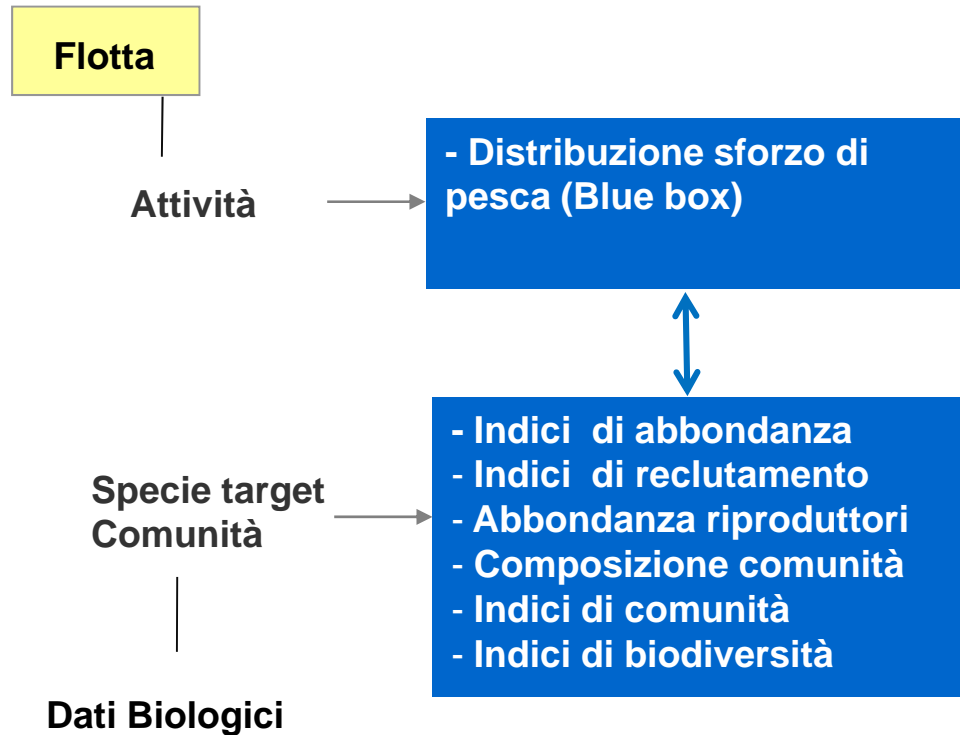 Flotta
Attività
- Distribuzione sforzo di
pesca (Blue box)
Specie target
Comunità
- Indici  di abbondanza
- Indici  di reclutamento
- Abbondanza riproduttori
- Composizione comunità
- Indici di comunità
- Indici di biodiversità
Dati Biologici